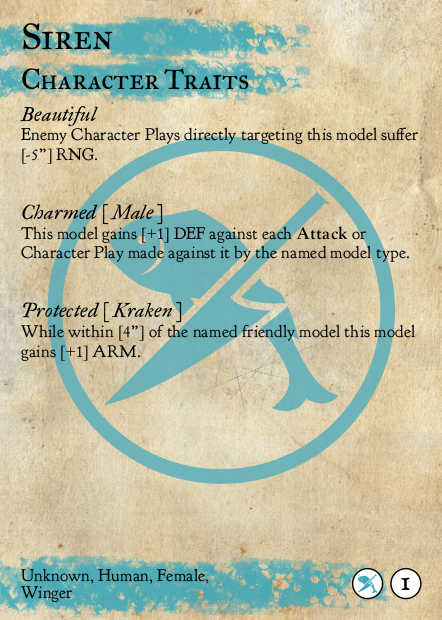 Siren
Character Traits
Beautiful
Enemy Character Plays directly targeting this model suffer
[-5”] RNG.
Charmed [Male]
This model gains [+1] DEF against each Attack or
Character Play made against it by the named model type.
Protected [Kraken]
While within [4”] of the named friendly model this model
gains [+1] ARM.
Unknown, Human, Female,
Winger
1